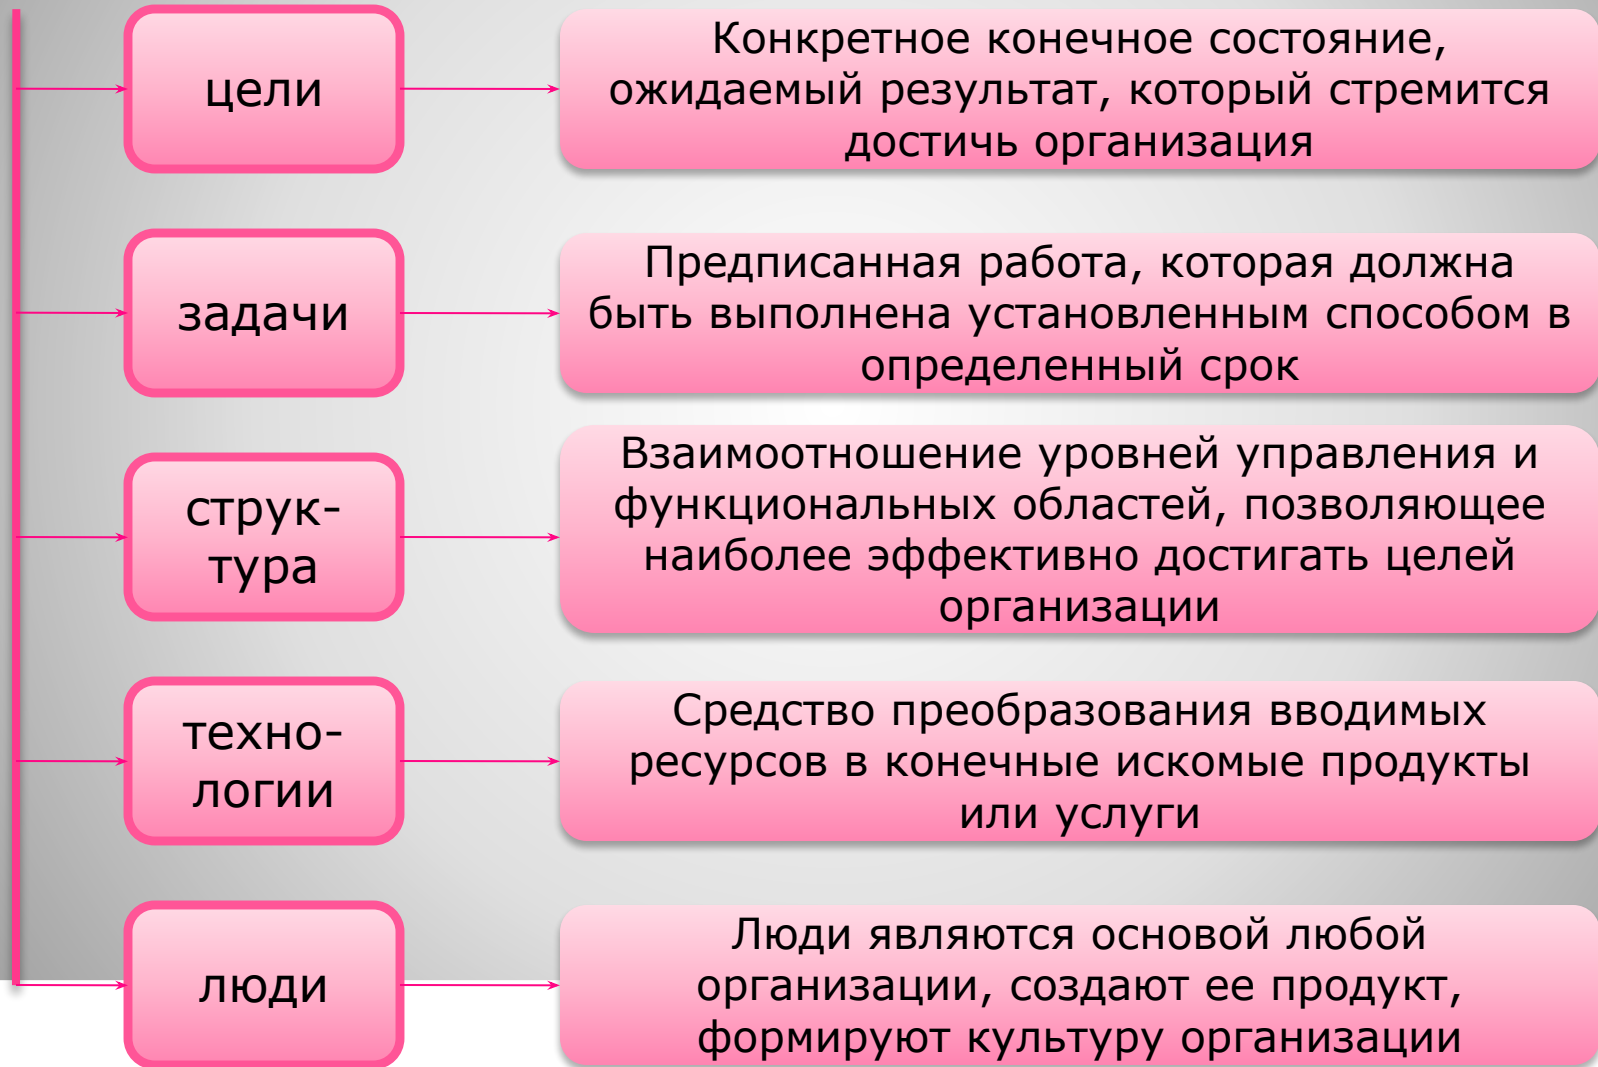 цели
Конкретное конечное состояние,
ожидаемый результат, который стремится
достичь организация
задачи
Предписанная работа, которая должна
быть выполнена установленным способом в
определенный срок
струк-
тура
Взаимоотношение уровней управления и
функциональных областей, позволяющее
наиболее эффективно достигать целей
организации
техно-
логии
Средство преобразования вводимых
ресурсов в конечные искомые продукты
или услуги
люди
Люди являются основой любой
организации, создают ее продукт,
формируют культуру организации